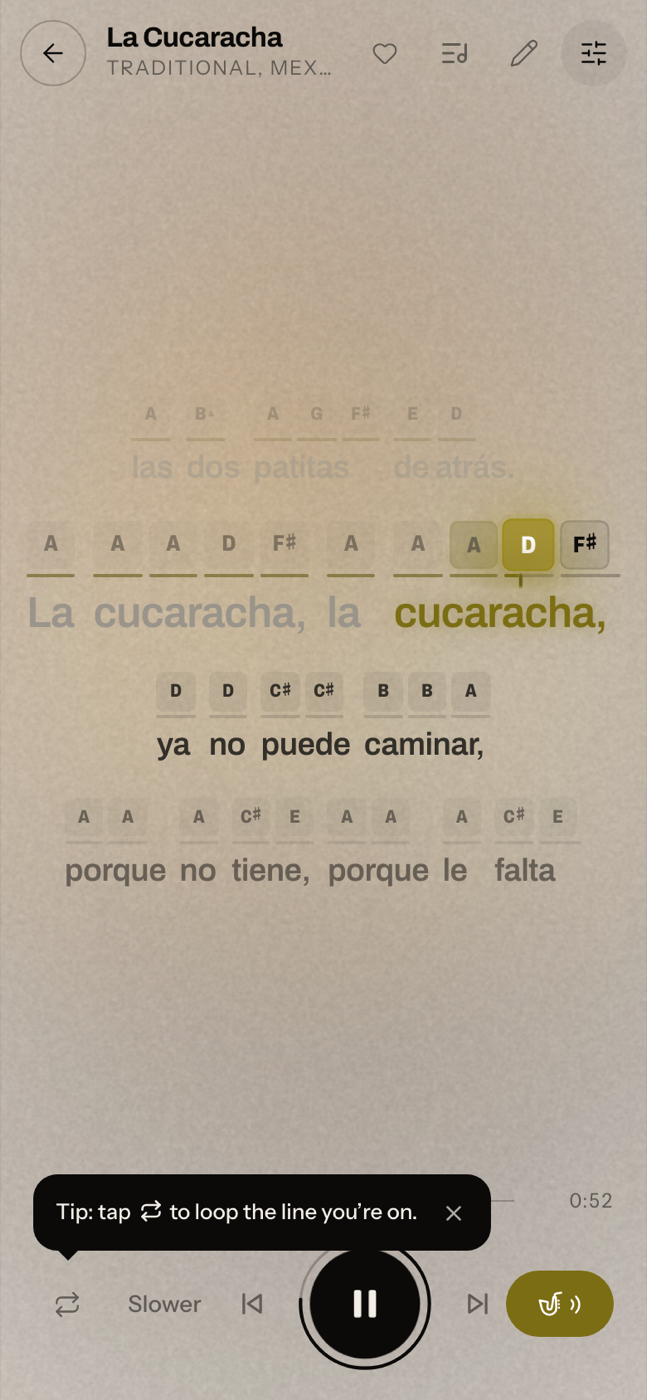 La Cucaracha
TRADITIONAL, MEX…
A B A G F♯ E D
las dos patitas de atrás.
A A A D F♯ A A A D F♯
La cucaracha, la cucaracha,
D D C♯ C♯ B B A
ya no puede caminar,
A A A C♯ E A A A C♯ E
porque no tiene, porque le falta
0:52
Tip: tap to loop the line you’re on.
Slower